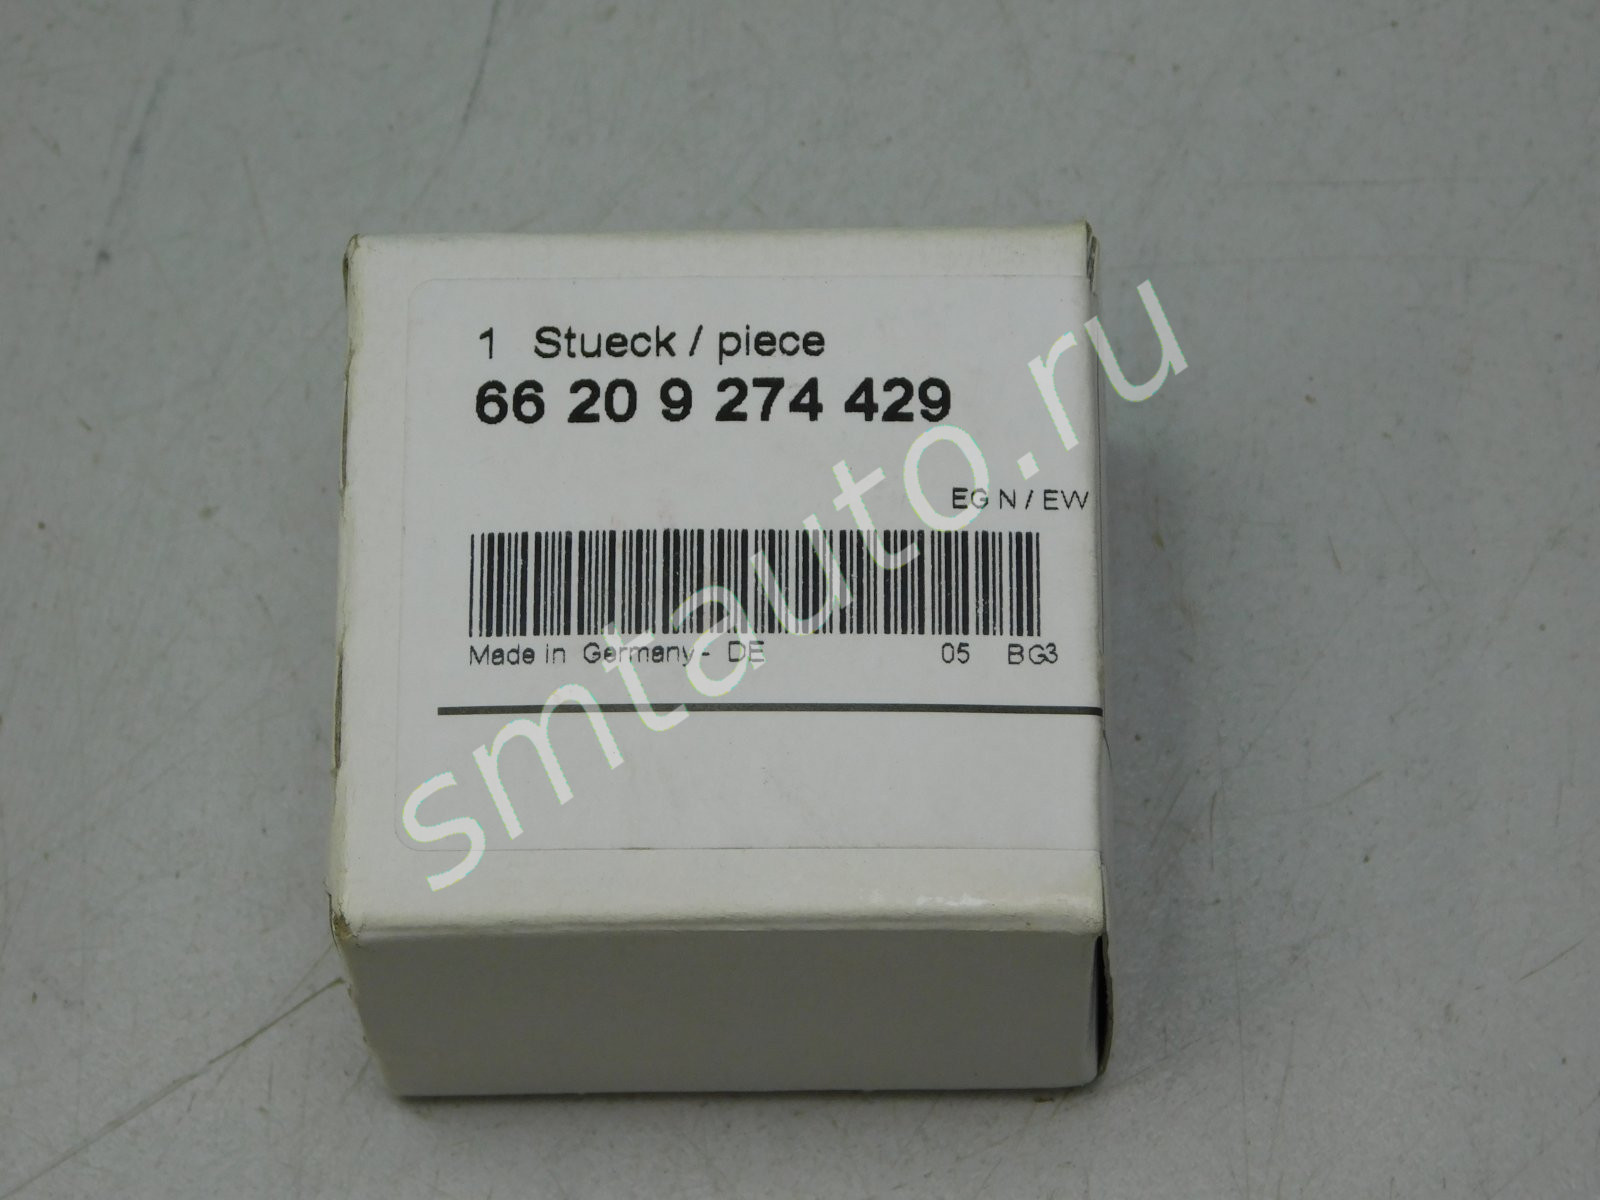 1 Stueck / piece
66 20 9 274 429
EG N / EW
Made in Germany - DE 05 BG3
smtauto.ru